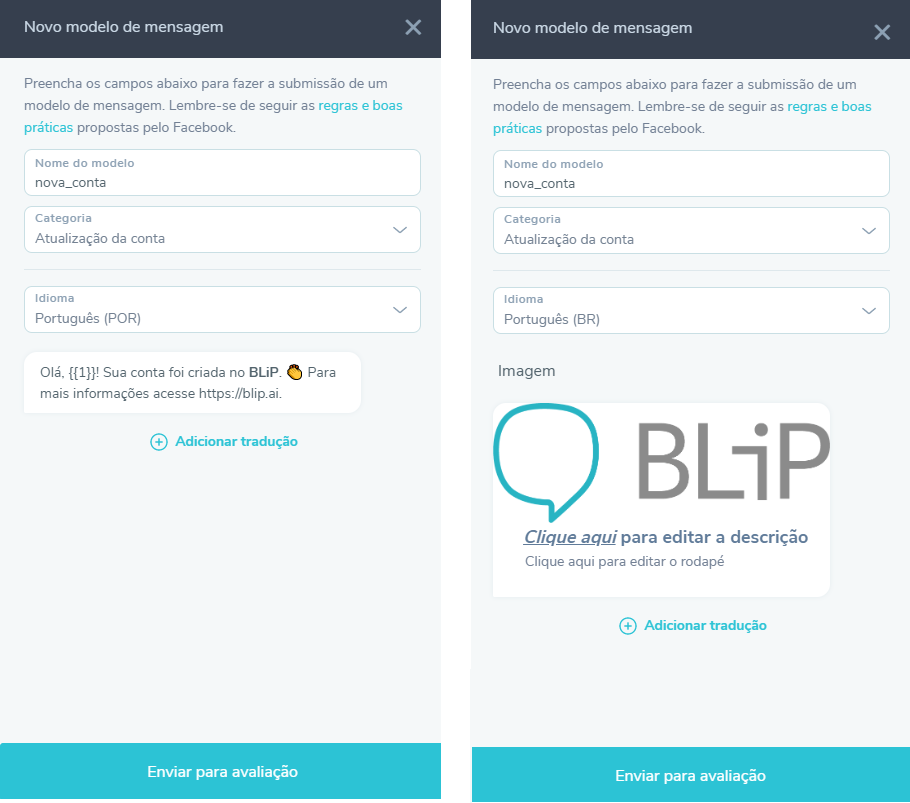 Novo modelo de mensagem
Preencha os campos abaixo para fazer a submissão de um
modelo de mensagem. Lembre-se de seguir as regras e boas
práticas propostas pelo Facebook.
Nome do modelo
nova_conta
Categoria
Atualização da conta
Idioma
Português (POR)
Olá, {{1}}! Sua conta foi criada no BLiP. 👏 Para
mais informações acesse https://blip.ai.
Adicionar tradução
Enviar para avaliação
Novo modelo de mensagem
Preencha os campos abaixo para fazer a submissão de um
modelo de mensagem. Lembre-se de seguir as regras e boas
práticas propostas pelo Facebook.
Nome do modelo
nova_conta
Categoria
Atualização da conta
Idioma
Português (BR)
Imagem
BLiP
Clique aqui para editar a descrição
Clique aqui para editar o rodapé
Adicionar tradução
Enviar para avaliação